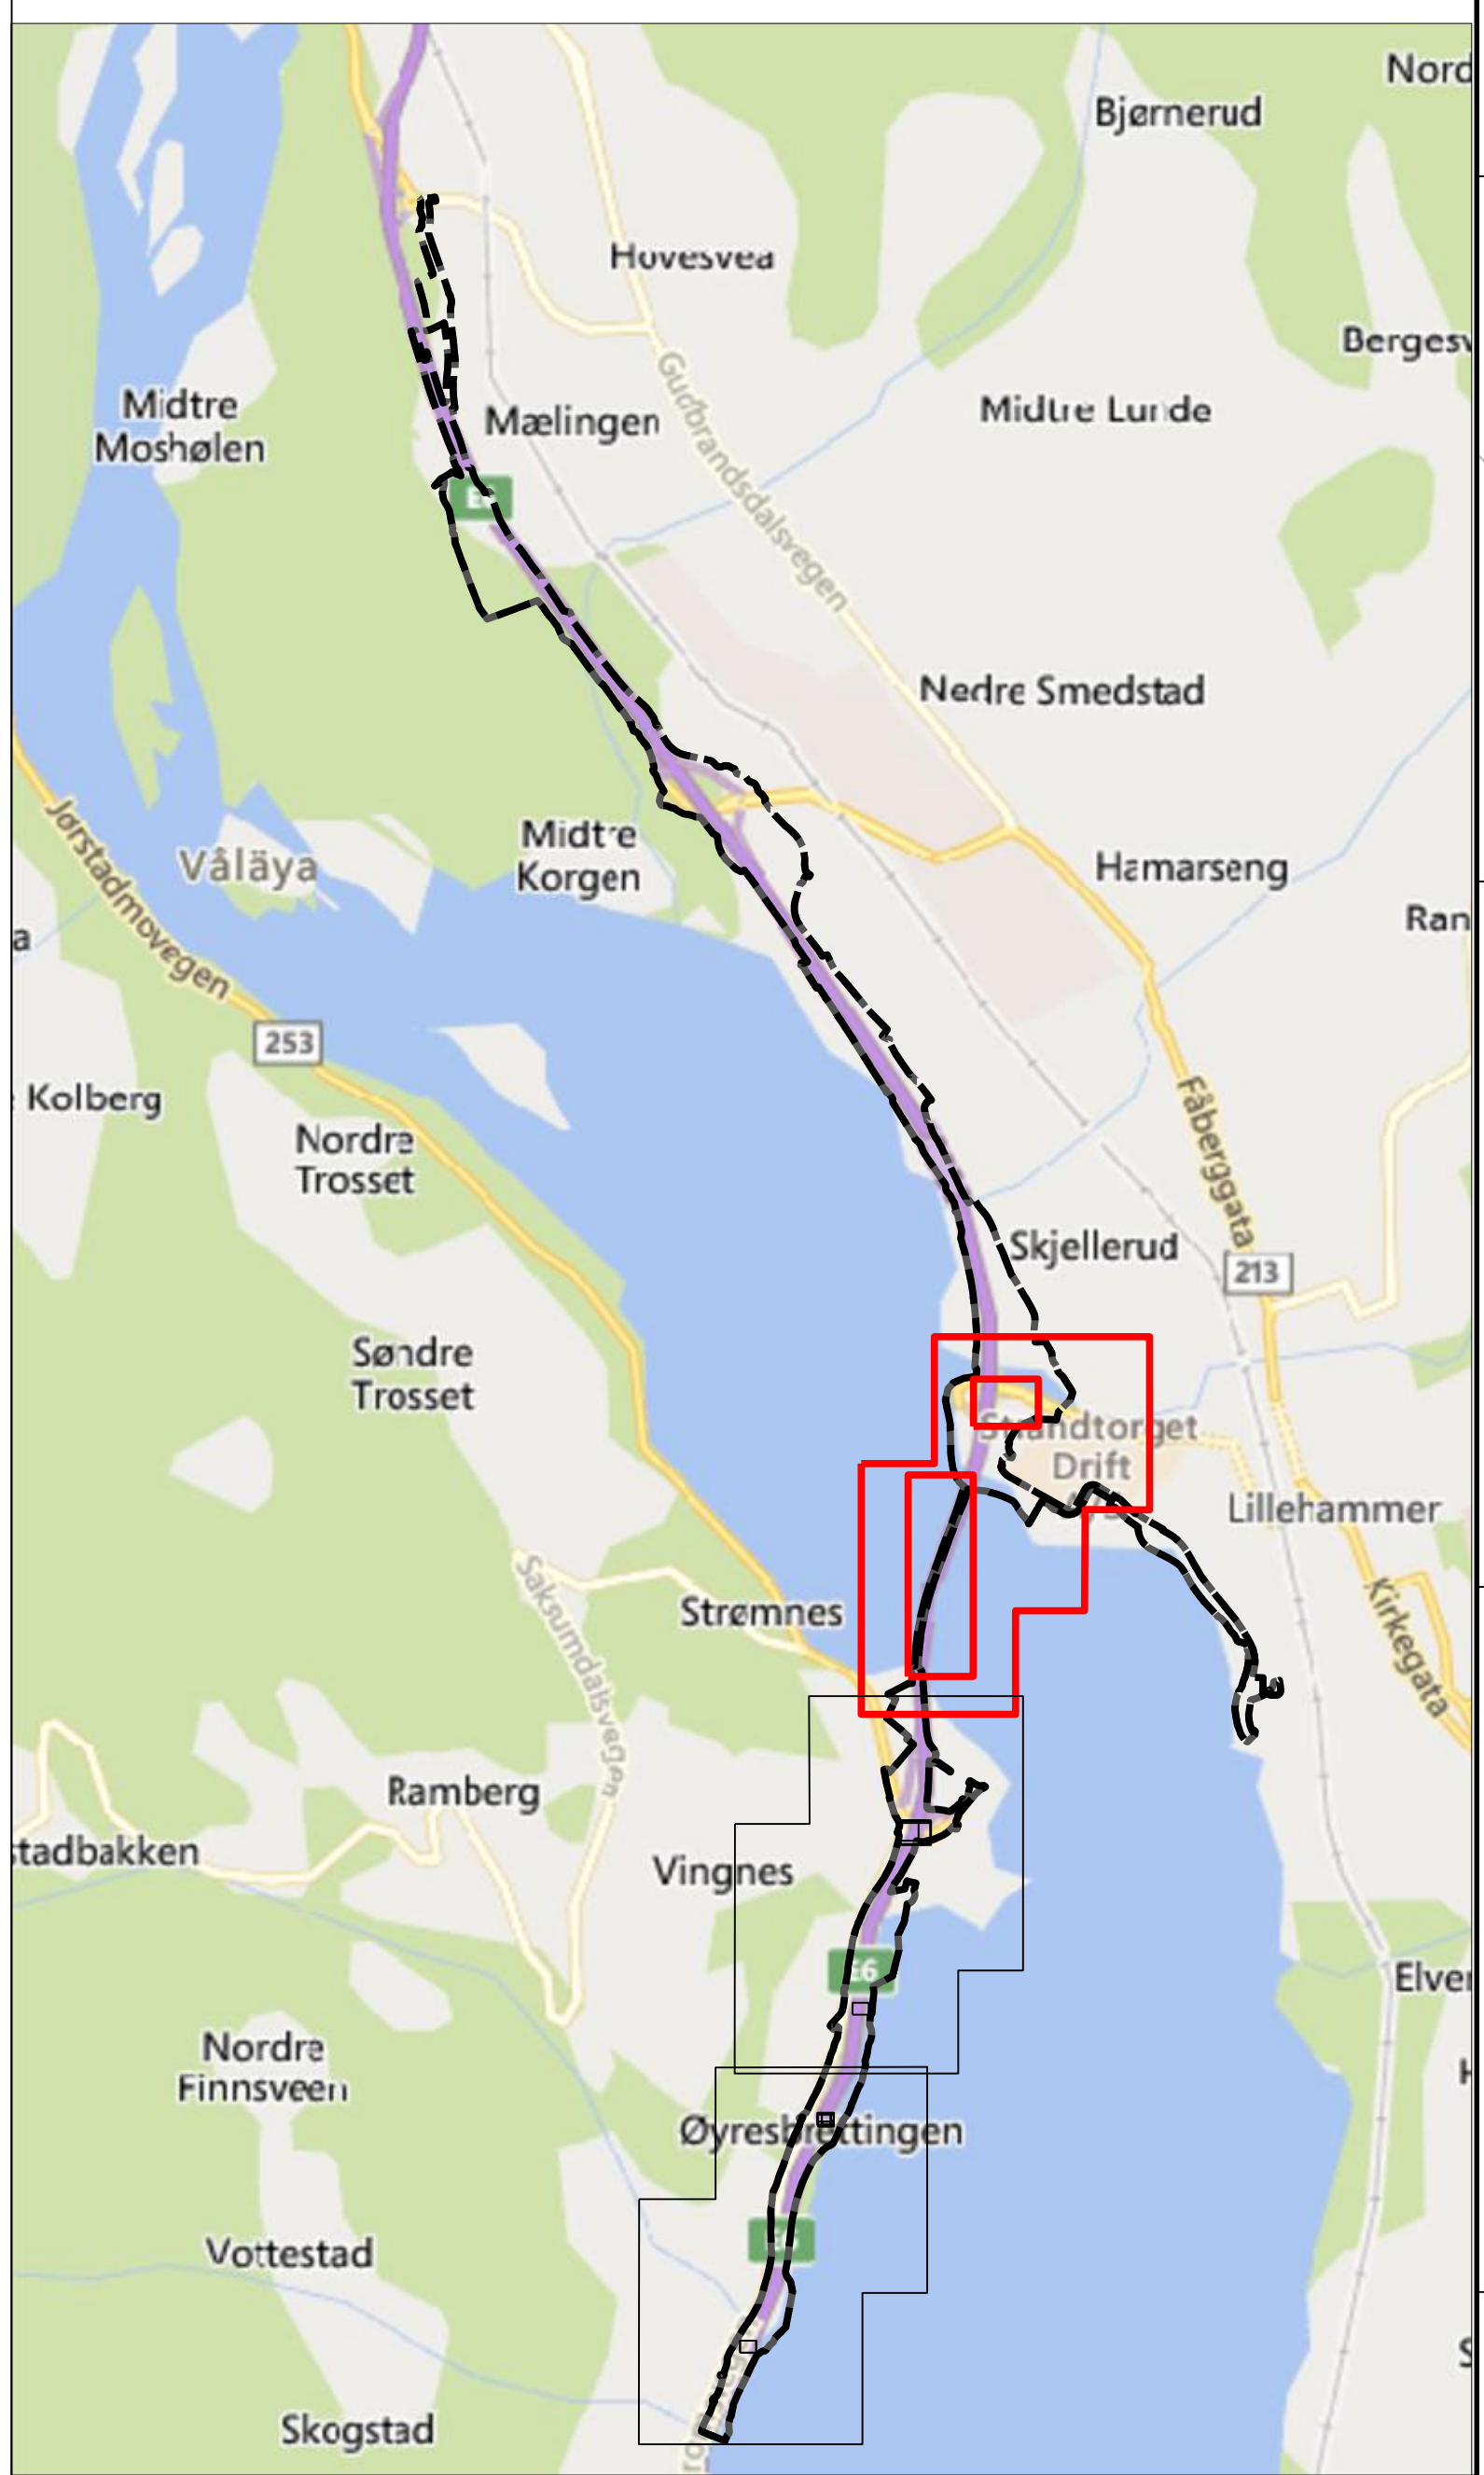 Nord
Bjørnerud
Hovesvea
Bergesv
Midtre
Moshølen
Mælingen
Midtre Lunde
Gudbrandsdalsvegen
Nedre Smedstad
Jørstadmovegen
Våläya
Midtre
Korgen
Hamarseng
Ran
a
253
Kolberg
Nordre
Trosset
Fåberggata
Skjellerud
213
Søndre
Trosset
Strandtorget
Drift
Lillehammer
Saksumdalsvegen
Strømnes
Kirkegata
Ramberg
stadbakken
Vingnes
E6
Elve
Nordre
Finnsveen
Øyresbrettingen
Vottestad
Skogstad